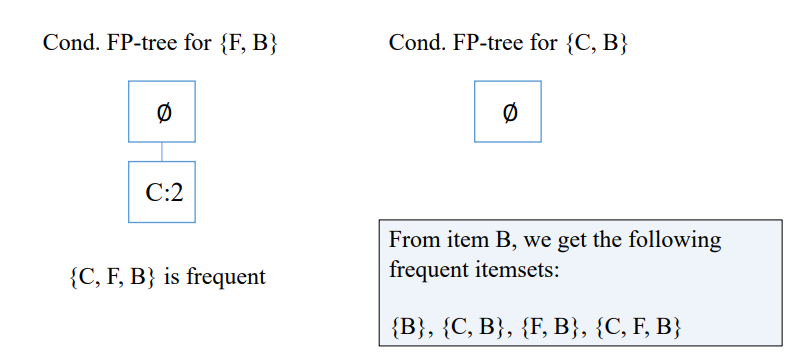 Cond. FP-tree for {F, B}
∅
C:2
{C, F, B} is frequent
Cond. FP-tree for {C, B}
∅
From item B, we get the following
frequent itemsets:
{B}, {C, B}, {F, B}, {C, F, B}